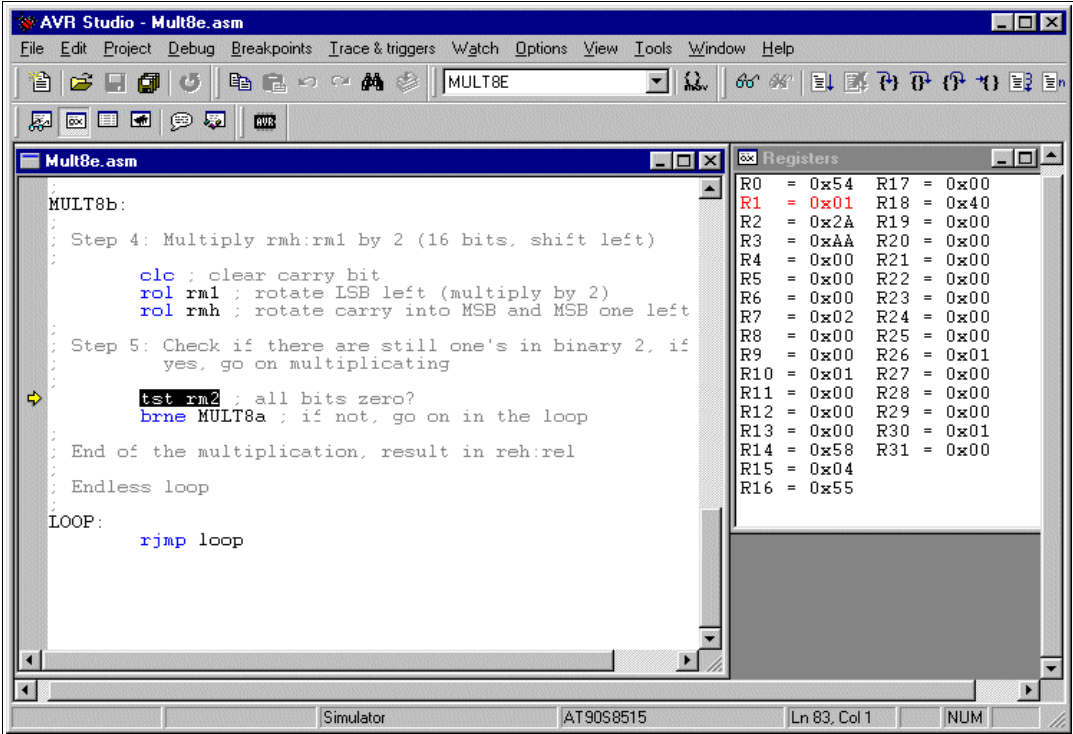 AVR Studio - Mult8e.asm
File Edit Project Debug Breakpoints Trace & triggers Watch Options View Tools Window Help
MULT8E
AVR
Mult8e.asm
;
MULT8b:
;
; Step 4: Multiply rmh:rm1 by 2 (16 bits, shift left)
;
clc ; clear carry bit
rol rm1 ; rotate LSB left (multiply by 2)
rol rmh ; rotate carry into MSB and MSB one left
;
; Step 5: Check if there are still one's in binary 2, if
; yes, go on multiplicating
;
tst rm2 ; all bits zero?
brne MULT8a ; if not, go on in the loop
;
; End of the multiplication, result in reh:rel
;
; Endless loop
;
LOOP:
rjmp loop
Registers
R0 = 0x54 R17 = 0x00
R1 = 0x01 R18 = 0x40
R2 = 0x2A R19 = 0x00
R3 = 0xAA R20 = 0x00
R4 = 0x00 R21 = 0x00
R5 = 0x00 R22 = 0x00
R6 = 0x00 R23 = 0x00
R7 = 0x02 R24 = 0x00
R8 = 0x00 R25 = 0x00
R9 = 0x00 R26 = 0x01
R10 = 0x01 R27 = 0x00
R11 = 0x00 R28 = 0x00
R12 = 0x00 R29 = 0x00
R13 = 0x00 R30 = 0x01
R14 = 0x58 R31 = 0x00
R15 = 0x04
R16 = 0x55
Simulator AT90S8515 Ln 83, Col 1 NUM